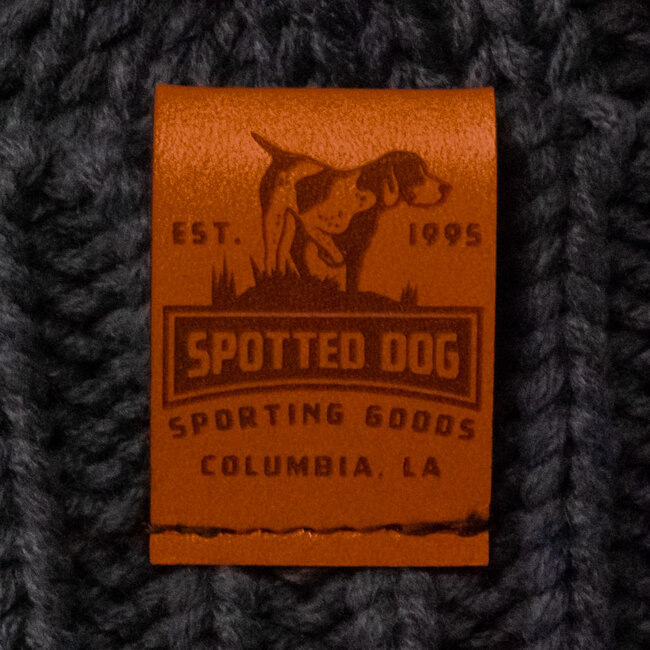 EST. 1995
SPOTTED DOG
SPORTING GOODS
COLUMBIA, LA